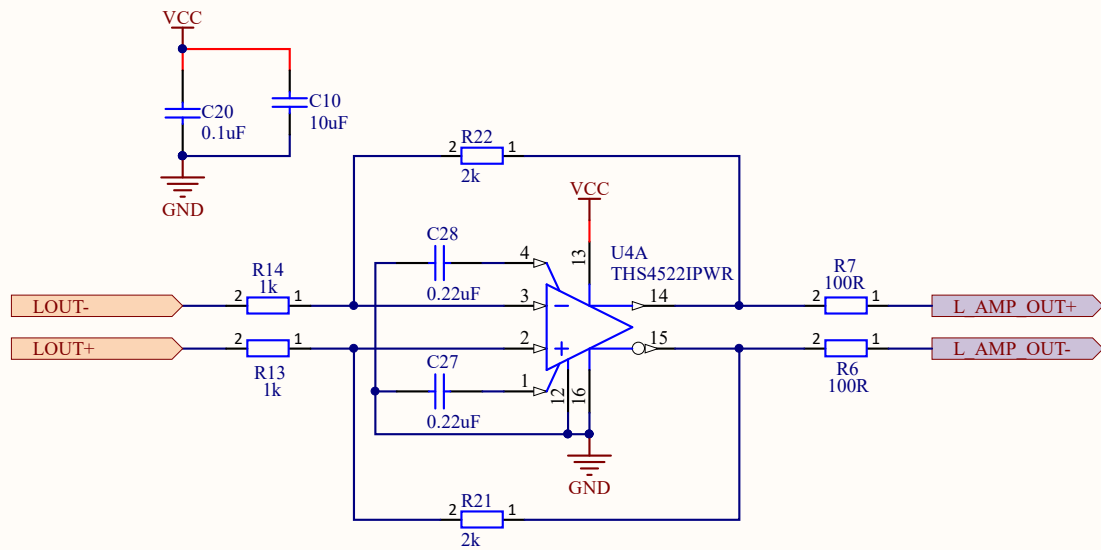 VCC
C20
0.1uF
C10
10uF
GND
R22
2
1
2k
VCC
C28
4
13
U4A
THS4522IPWR
0.22uF
R14
1k
2
1
LOUT-
3
14
R7
100R
2
1
L_AMP_OUT+
LOUT+
2
1
R13
1k
2
15
2
1
R6
100R
L_AMP_OUT-
C27
1
0.22uF
12
16
GND
R21
2
1
2k